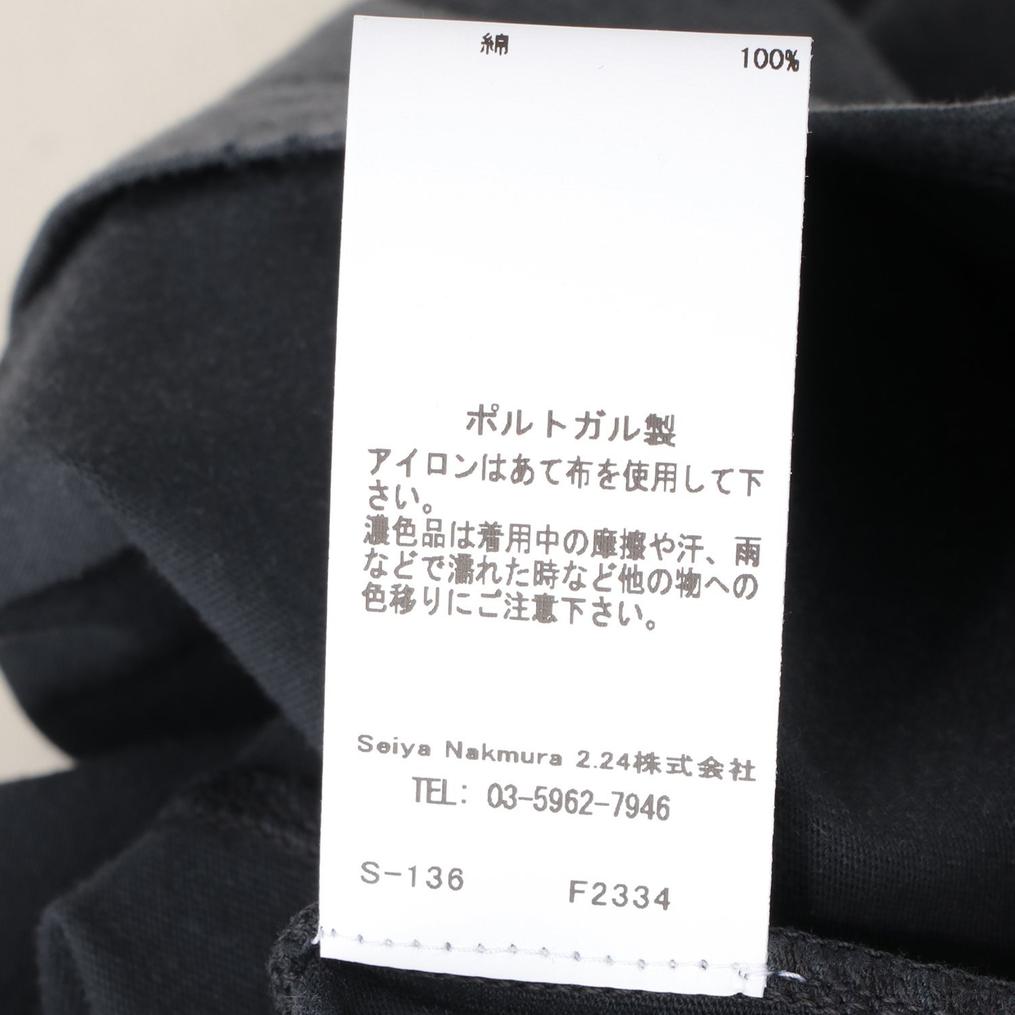 綿 100%
ポルトガル製
アイロンはあて布を使用して下
さい。
濃色品は着用中の摩擦や汗、雨
などで濡れた時など他の物への
色移りにご注意下さい。
Seiya Nakmura 2.24株式会社
TEL: 03-5962-7946
S-136 F2334